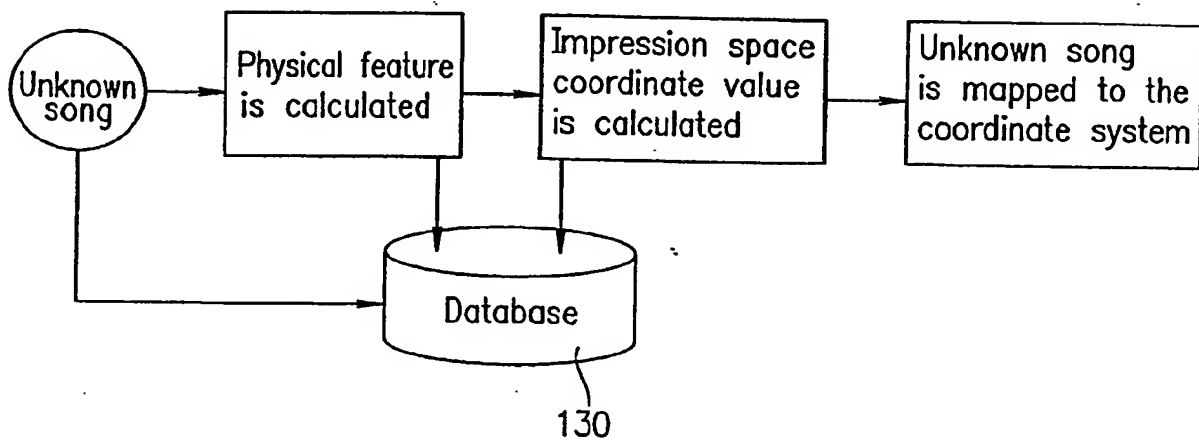 Unknown
song
Physical feature
is calculated
Impression space
coordinate value
is calculated
Unknown song
is mapped to the
coordinate system
Database
130